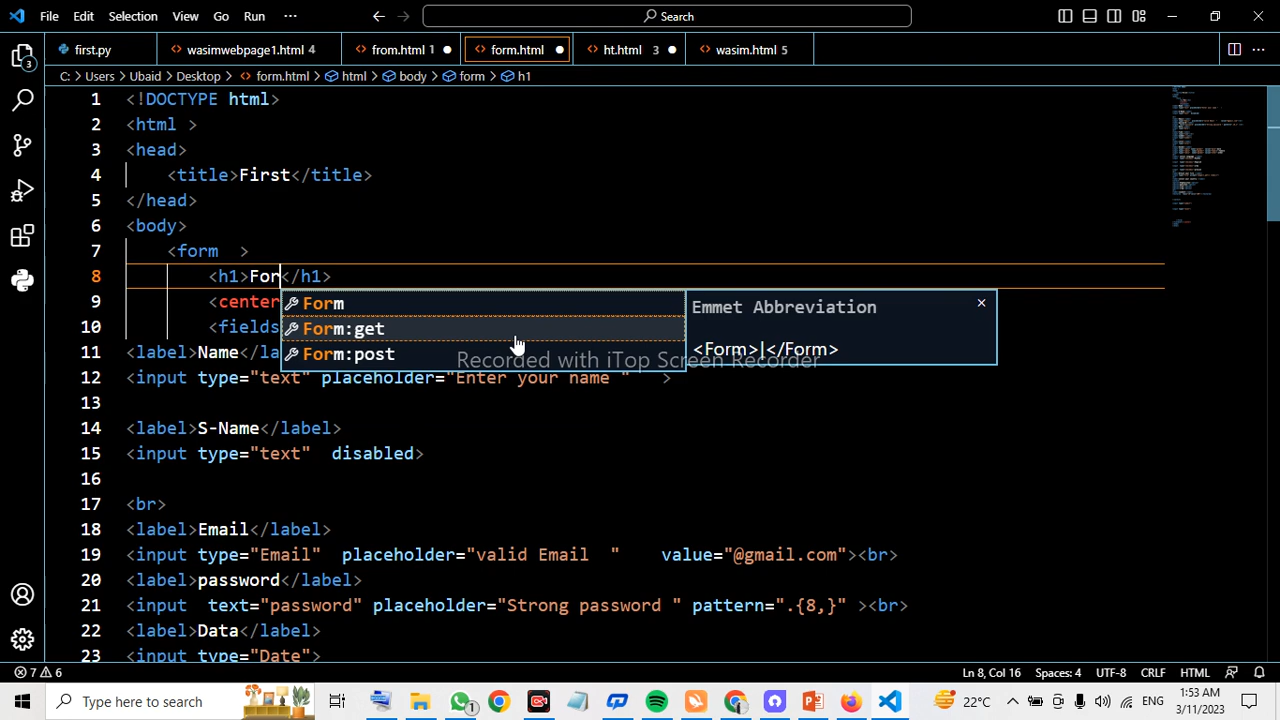 File Edit Selection View Go Run ··· Search
first.py wasimwebpage1.html 4 from.html 1 form.html ht.html 3 wasim.html 5 ···
C: > Users > Ubaid > Desktop > form.html > html > body > form > h1
1 <!DOCTYPE html>
2 <html >
3 <head>
4 <title>First</title>
5 </head>
6 <body>
7 <form >
8 <h1>For</h1>
9 <center
10 <fields
11 <label>Name</la
12 <input type="text" placeholder="Enter your name " >
13
14 <label>S-Name</label>
15 <input type="text" disabled>
16
17 <br>
18 <label>Email</label>
19 <input type="Email" placeholder="valid Email " value="@gmail.com"><br>
20 <label>password</label>
21 <input text="password" placeholder="Strong password " pattern=".{8,}" ><br>
22 <label>Data</label>
23 <input type="Date">
Form
Form:get
Form:post
Emmet Abbreviation
<Form>|</Form>
Recorded with iTop Screen Recorder
3
7 6 Ln 8, Col 16 Spaces: 4 UTF-8 CRLF HTML
Type here to search 1 22°C ENG 1:53 AM
3/11/2023